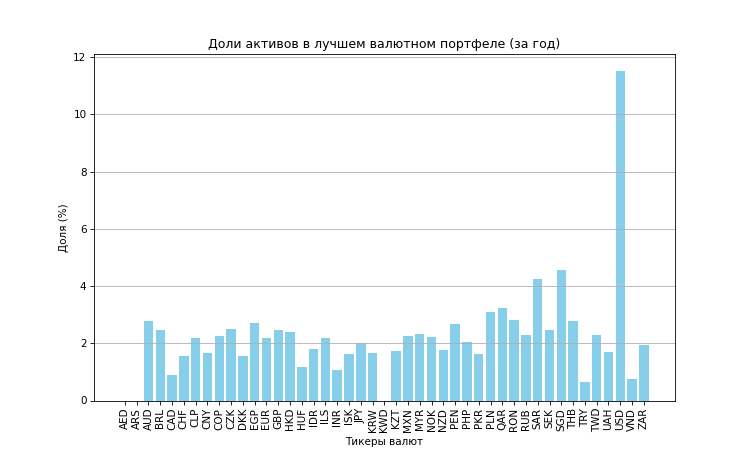 Доли активов в лучшем валютном портфеле (за год)
12
10
8
6
4
2
0
Доля (%)
AED
ARS
AUD
BRL
CAD
CHF
CLP
CNY
COP
CZK
DKK
EGP
EUR
GBP
HKD
HUF
IDR
ILS
INR
ISK
JPY
KRW
KWD
KZT
MXN
MYR
NOK
NZD
PEN
PHP
PKR
PLN
QAR
RON
RUB
SAR
SEK
SGD
THB
TRY
TWD
UAH
USD
VND
ZAR
Тикеры валют